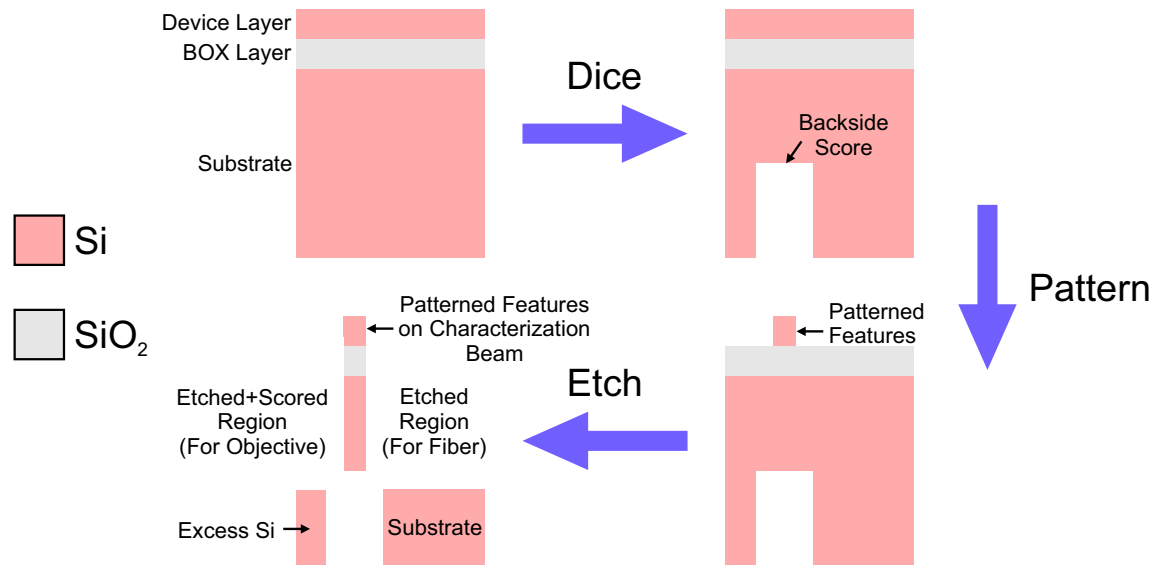 Device Layer
BOX Layer
Substrate
Dice
Backside
Score
Si
SiO₂
Pattern
Patterned
Features
Etch
Patterned Features
on Characterization
Beam
Etched+Scored
Region
(For Objective)
Etched
Region
(For Fiber)
Excess Si
Substrate